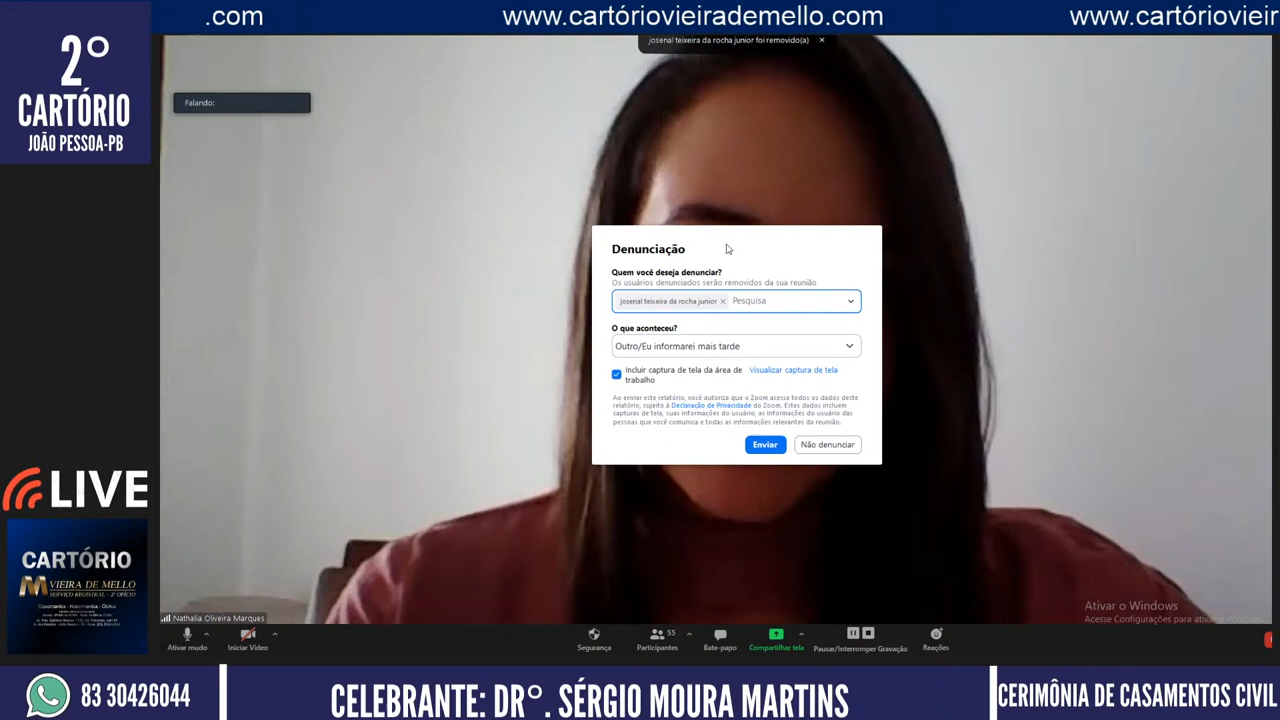 .com
www.cartóriovieirademello.com
www.cartóriovieir
2º
CARTÓRIO
JOÃO PESSOA-PB
josenal teixeira da rocha junior foi removido(a)
Falando:
Denunciação
Quem você deseja denunciar?
Os usuários denunciados serão removidos da sua reunião
josenal teixeira da rocha junior
Pesquisa
O que aconteceu?
Outro/Eu informarei mais tarde
Incluir captura de tela da área de
trabalho
Visualizar captura de tela
Ao enviar este relatório, você autoriza que o Zoom acesse todos os dados deste
relatório, sujeito à Declaração de Privacidade do Zoom. Estes dados incluem
capturas de tela, suas informações do usuário, as informações do usuário das
pessoas que você comunica e todas as informações relevantes da reunião.
Enviar
Não denunciar
LIVE
CARTÓRIO
VIEIRA DE MELLO
SERVIÇO REGISTRAL - 2º OFÍCIO
Casamentos - Nascimentos - Óbitos
Nathalia Oliveira Marques
Ativar o Windows
Acesse Configurações para ativar o Windows.
Ativar mudo
Iniciar Vídeo
Segurança
Participantes
55
Bate-papo
Compartilhar tela
Pausar/Interromper Gravação
Reações
83 30426044
CELEBRANTE: DRº. SÉRGIO MOURA MARTINS
CERIMÔNIA DE CASAMENTOS CIVIL